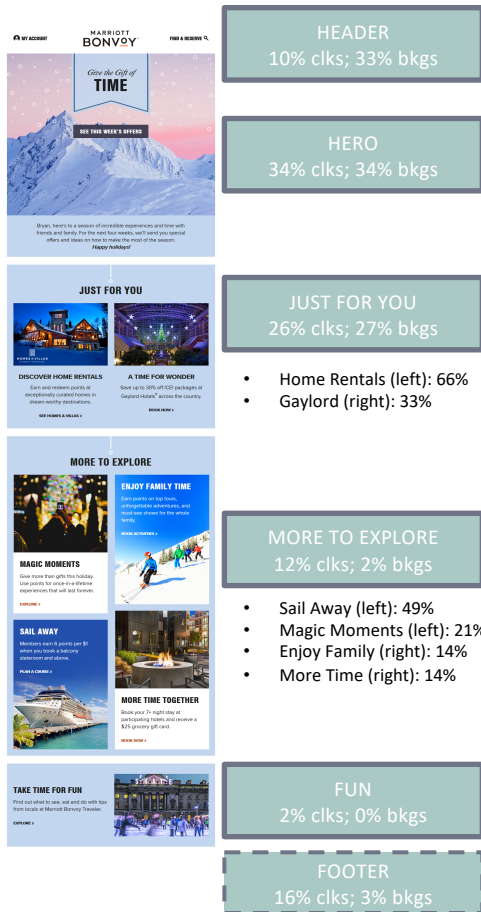 MY ACCOUNT
MARRIOTT
BONVOY
FIND & RESERVE
Give the Gift of
TIME
SEE THIS WEEK'S OFFERS
Bryan, here's to a season of incredible experiences and time with
friends and family. For the next four weeks, we'll send you special
offers and ideas on how to make the most of the season.
Happy holidays!
HEADER
10% clks; 33% bkgs
HERO
34% clks; 34% bkgs
JUST FOR YOU
HOMES & VILLAS
DISCOVER HOME RENTALS
Earn and redeem points at
exceptionally curated homes in
dream-worthy destinations.
SEE HOMES & VILLAS >
A TIME FOR WONDER
Save up to 30% off ICE! packages at
Gaylord Hotels® across the country.
BOOK NOW >
JUST FOR YOU
26% clks; 27% bkgs
• Home Rentals (left): 66%
• Gaylord (right): 33%
MORE TO EXPLORE
MAGIC MOMENTS
Give more than gifts this holiday.
Use points for once-in-a-lifetime
experiences that will last forever.
EXPLORE >
ENJOY FAMILY TIME
Earn points on top tours,
unforgettable adventures, and
must-see shows for the whole
family.
BOOK ACTIVITIES >
SAIL AWAY
Members earn 6 points per $1
when you book a balcony
stateroom and above.
PLAN A CRUISE >
MORE TIME TOGETHER
Book your 7+ night stay at
participating hotels and receive a
$25 grocery gift card.
BOOK NOW >
MORE TO EXPLORE
12% clks; 2% bkgs
• Sail Away (left): 49%
• Magic Moments (left): 21%
• Enjoy Family (right): 14%
• More Time (right): 14%
TAKE TIME FOR FUN
Find out what to see, eat and do with tips
from locals at Marriott Bonvoy Traveler.
EXPLORE >
SKATE
FUN
2% clks; 0% bkgs
FOOTER
16% clks; 3% bkgs